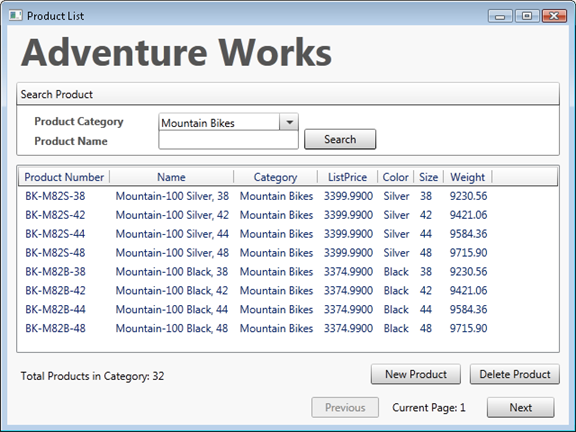 Product List
Adventure Works
Search Product
Product Category Mountain Bikes
Product Name Search
Product Number Name Category ListPrice Color Size Weight
BK-M82S-38 Mountain-100 Silver, 38 Mountain Bikes 3399.9900 Silver 38 9230.56
BK-M82S-42 Mountain-100 Silver, 42 Mountain Bikes 3399.9900 Silver 42 9421.06
BK-M82S-44 Mountain-100 Silver, 44 Mountain Bikes 3399.9900 Silver 44 9584.36
BK-M82S-48 Mountain-100 Silver, 48 Mountain Bikes 3399.9900 Silver 48 9715.90
BK-M82B-38 Mountain-100 Black, 38 Mountain Bikes 3374.9900 Black 38 9230.56
BK-M82B-42 Mountain-100 Black, 42 Mountain Bikes 3374.9900 Black 42 9421.06
BK-M82B-44 Mountain-100 Black, 44 Mountain Bikes 3374.9900 Black 44 9584.36
BK-M82B-48 Mountain-100 Black, 48 Mountain Bikes 3374.9900 Black 48 9715.90
Total Products in Category: 32 New Product Delete Product
Previous Current Page: 1 Next